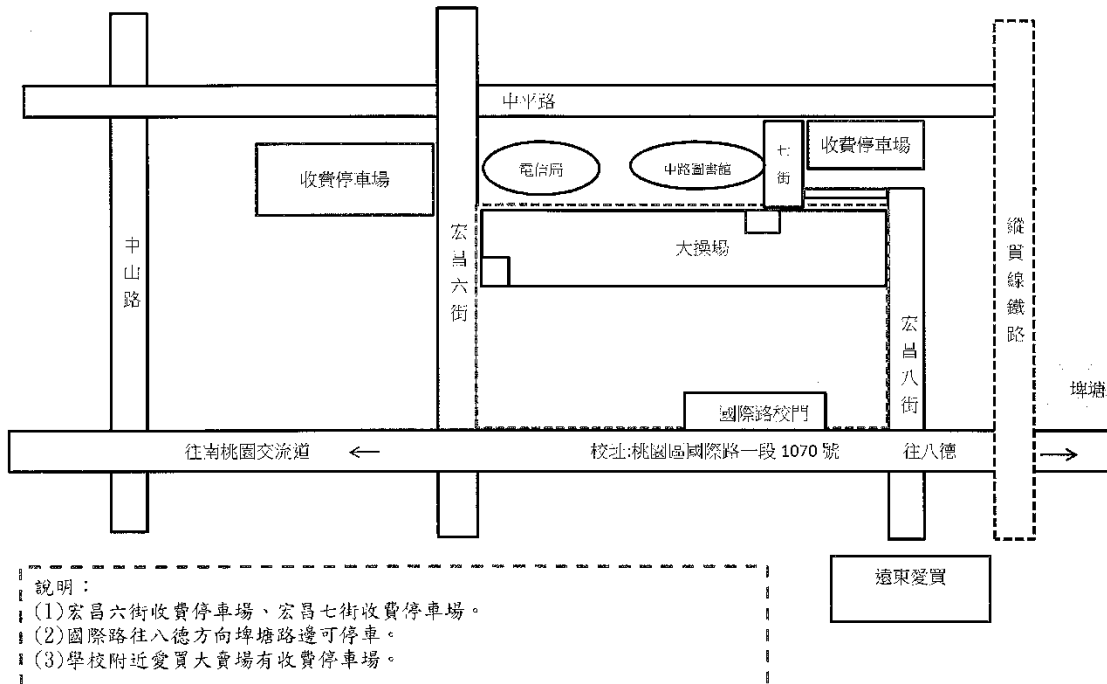 中平路
收費停車場
電信局
中路圖書館
七街
收費停車場
中山路
宏昌六街
大操場
宏昌八街
縱貫線鐵路
埤塘
國際路校門
往南桃園交流道 ←
校址:桃園區國際路一段 1070 號
往八德
→
遠東愛買
說明：
(1)宏昌六街收費停車場、宏昌七街收費停車場。
(2)國際路往八德方向埤塘路邊可停車。
(3)學校附近愛買大賣場有收費停車場。